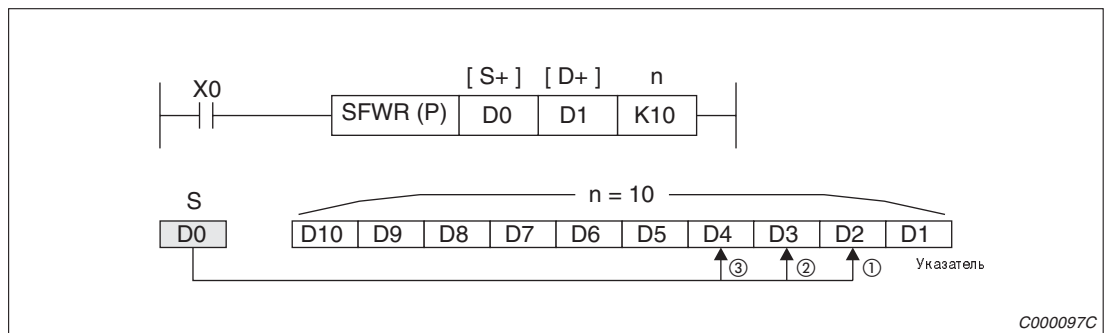 [ S+ ] [ D+ ] n
X0
SFWR (P) D0 D1 K10
S
n = 10
D0 D10 D9 D8 D7 D6 D5 D4 D3 D2 D1
③ ② ① Указатель
C000097C